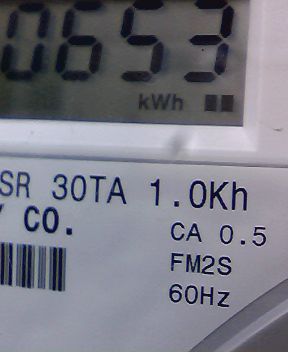 0653
kWh
SR 30TA 1.0Kh
Y CO.
CA 0.5
FM2S
60Hz